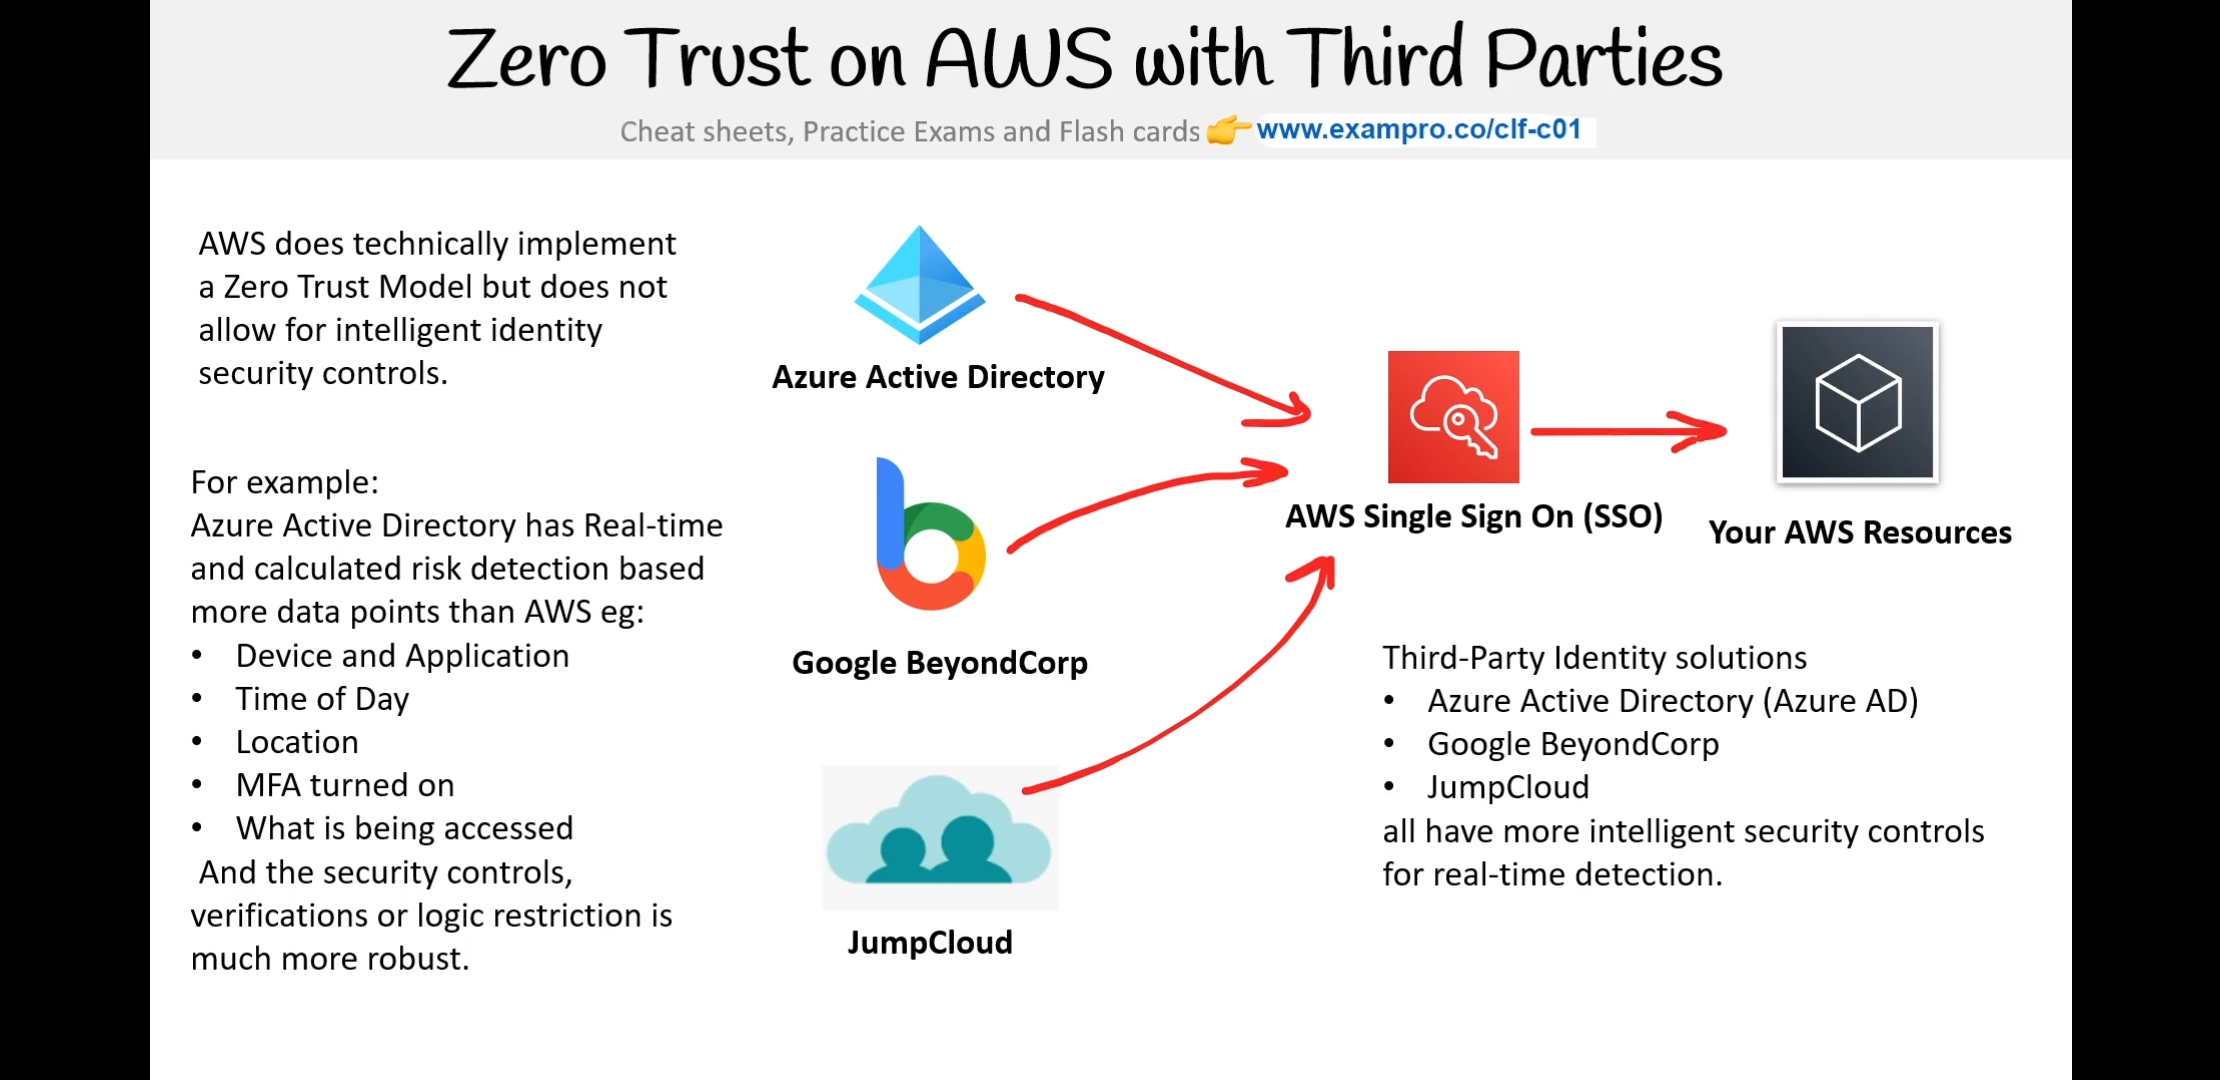 Zero Trust on AWS with Third Parties
Cheat sheets, Practice Exams and Flash cards 👉 www.exampro.co/clf-c01
AWS does technically implement
a Zero Trust Model but does not
allow for intelligent identity
security controls.
For example:
Azure Active Directory has Real-time
and calculated risk detection based
more data points than AWS eg:
• Device and Application
• Time of Day
• Location
• MFA turned on
• What is being accessed
And the security controls,
verifications or logic restriction is
much more robust.
Azure Active Directory
Google BeyondCorp
JumpCloud
AWS Single Sign On (SSO)
Your AWS Resources
Third-Party Identity solutions
• Azure Active Directory (Azure AD)
• Google BeyondCorp
• JumpCloud
all have more intelligent security controls
for real-time detection.